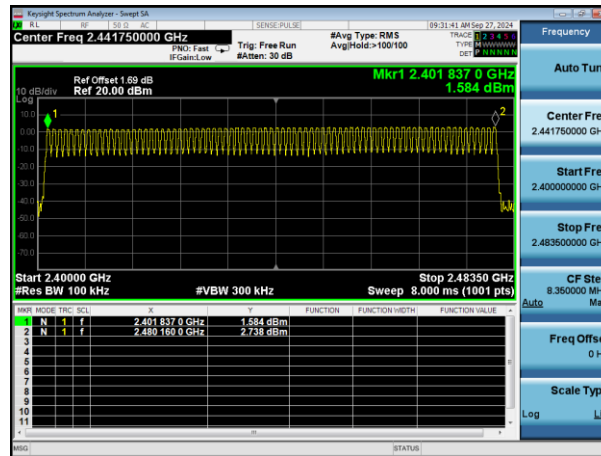 Keysight Spectrum Analyzer - Swept SA
RL RF 50 Ω AC SENSE:PULSE 09:31:41 AM Sep 27, 2024
Center Freq 2.441750000 GHz
PNO: Fast
IFGain:Low
Trig: Free Run
#Atten: 30 dB
#Avg Type: RMS
Avg|Hold:>100/100
TRACE 1 2 3 4 5 6
TYPE M WWWWW
DET P NNNNN
Ref Offset 1.69 dB
10 dB/div Ref 20.00 dBm
Log
Mkr1 2.401 837 0 GHz
1.584 dBm
10.0
0.00
-10.0
-20.0
-30.0
-40.0
-50.0
-60.0
-70.0
1
2
Start 2.40000 GHz Stop 2.48350 GHz
#Res BW 100 kHz #VBW 300 kHz Sweep 8.000 ms (1001 pts)
MKR MODE TRC SCL X Y FUNCTION FUNCTION WIDTH FUNCTION VALUE
1 N 1 f 2.401 837 0 GHz 1.584 dBm
2 N 1 f 2.480 160 0 GHz 2.738 dBm
3
4
5
6
7
8
9
10
11
MSG STATUS
Frequency
Auto Tun
Center Fre
2.441750000 GH
Start Fre
2.400000000 GH
Stop Fre
2.483500000 GH
CF Ste
8.350000 MH
Auto Ma
Freq Offse
0 H
Scale Typ
Log Li